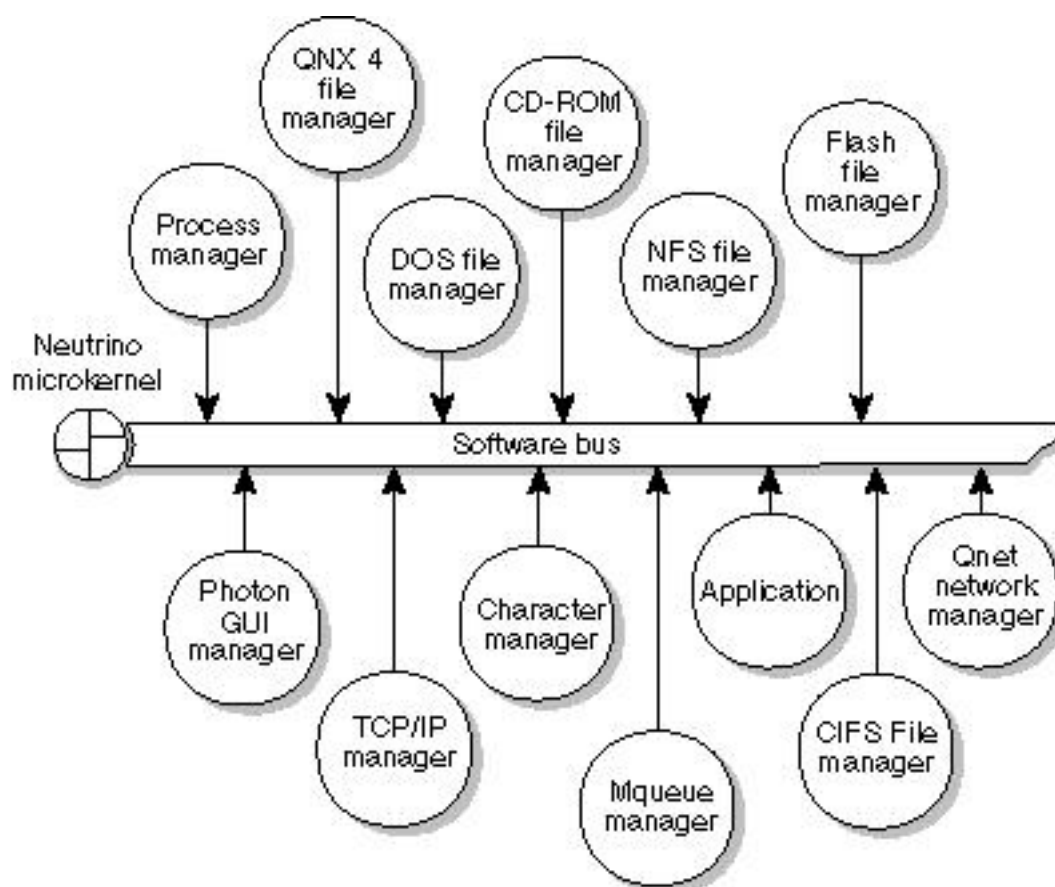 QNX 4
file
manager
CD-ROM
file
manager
Flash
file
manager
Process
manager
DOS file
manager
NFS file
manager
Neutrino
microkernel
Software bus
Photon
GUI
manager
TCP/IP
manager
Character
manager
Mqueue
manager
Application
CIFS File
manager
Qnet
network
manager